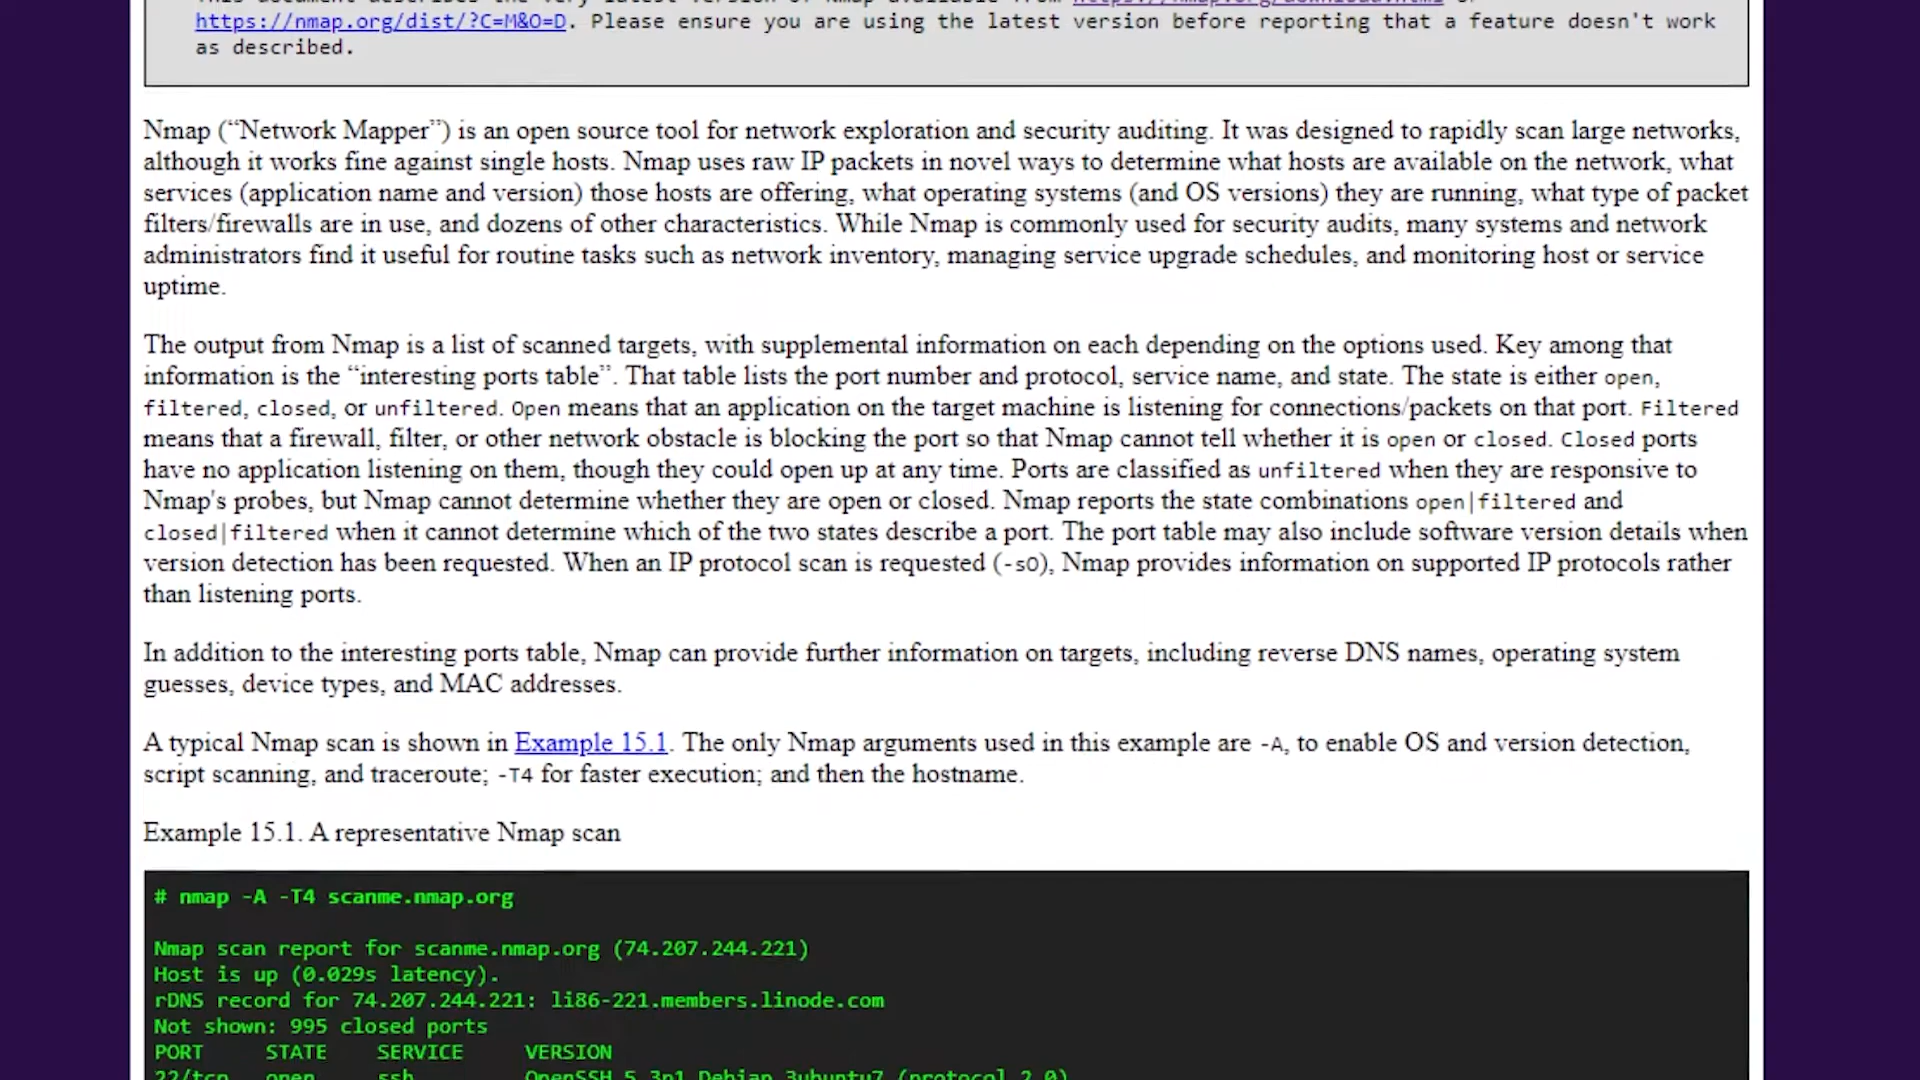 https://nmap.org/dist/?C=M&O=D. Please ensure you are using the latest version before reporting that a feature doesn't work
as described.
Nmap (“Network Mapper”) is an open source tool for network exploration and security auditing. It was designed to rapidly scan large networks,
although it works fine against single hosts. Nmap uses raw IP packets in novel ways to determine what hosts are available on the network, what
services (application name and version) those hosts are offering, what operating systems (and OS versions) they are running, what type of packet
filters/firewalls are in use, and dozens of other characteristics. While Nmap is commonly used for security audits, many systems and network
administrators find it useful for routine tasks such as network inventory, managing service upgrade schedules, and monitoring host or service
uptime.
The output from Nmap is a list of scanned targets, with supplemental information on each depending on the options used. Key among that
information is the “interesting ports table”. That table lists the port number and protocol, service name, and state. The state is either open,
filtered, closed, or unfiltered. Open means that an application on the target machine is listening for connections/packets on that port. Filtered
means that a firewall, filter, or other network obstacle is blocking the port so that Nmap cannot tell whether it is open or closed. Closed ports
have no application listening on them, though they could open up at any time. Ports are classified as unfiltered when they are responsive to
Nmap's probes, but Nmap cannot determine whether they are open or closed. Nmap reports the state combinations open|filtered and
closed|filtered when it cannot determine which of the two states describe a port. The port table may also include software version details when
version detection has been requested. When an IP protocol scan is requested (-sO), Nmap provides information on supported IP protocols rather
than listening ports.
In addition to the interesting ports table, Nmap can provide further information on targets, including reverse DNS names, operating system
guesses, device types, and MAC addresses.
A typical Nmap scan is shown in Example 15.1. The only Nmap arguments used in this example are -A, to enable OS and version detection,
script scanning, and traceroute; -T4 for faster execution; and then the hostname.
Example 15.1. A representative Nmap scan
# nmap -A -T4 scanme.nmap.org
Nmap scan report for scanme.nmap.org (74.207.244.221)
Host is up (0.029s latency).
rDNS record for 74.207.244.221: li86-221.members.linode.com
Not shown: 995 closed ports
PORT STATE SERVICE VERSION
22/tcp open ssh OpenSSH 5.3p1 Debian 3ubuntu7 (protocol 2.0)